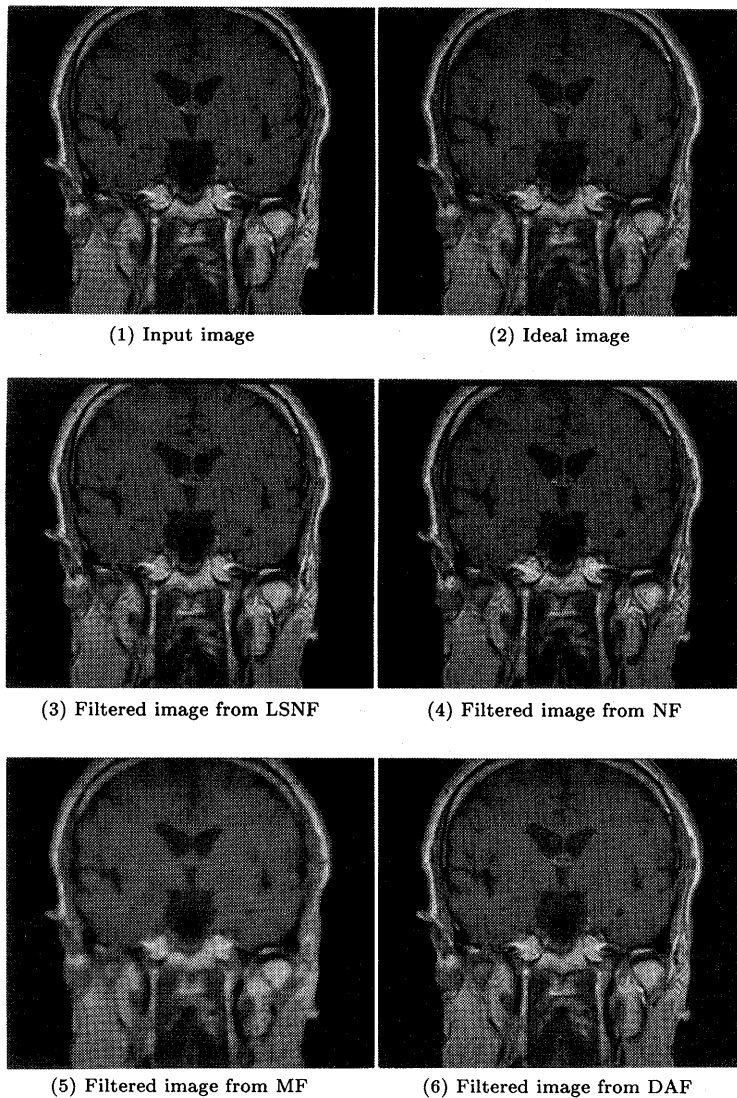 (1) Input image
(2) Ideal image
(3) Filtered image from LSNF
(4) Filtered image from NF
(5) Filtered image from MF
(6) Filtered image from DAF